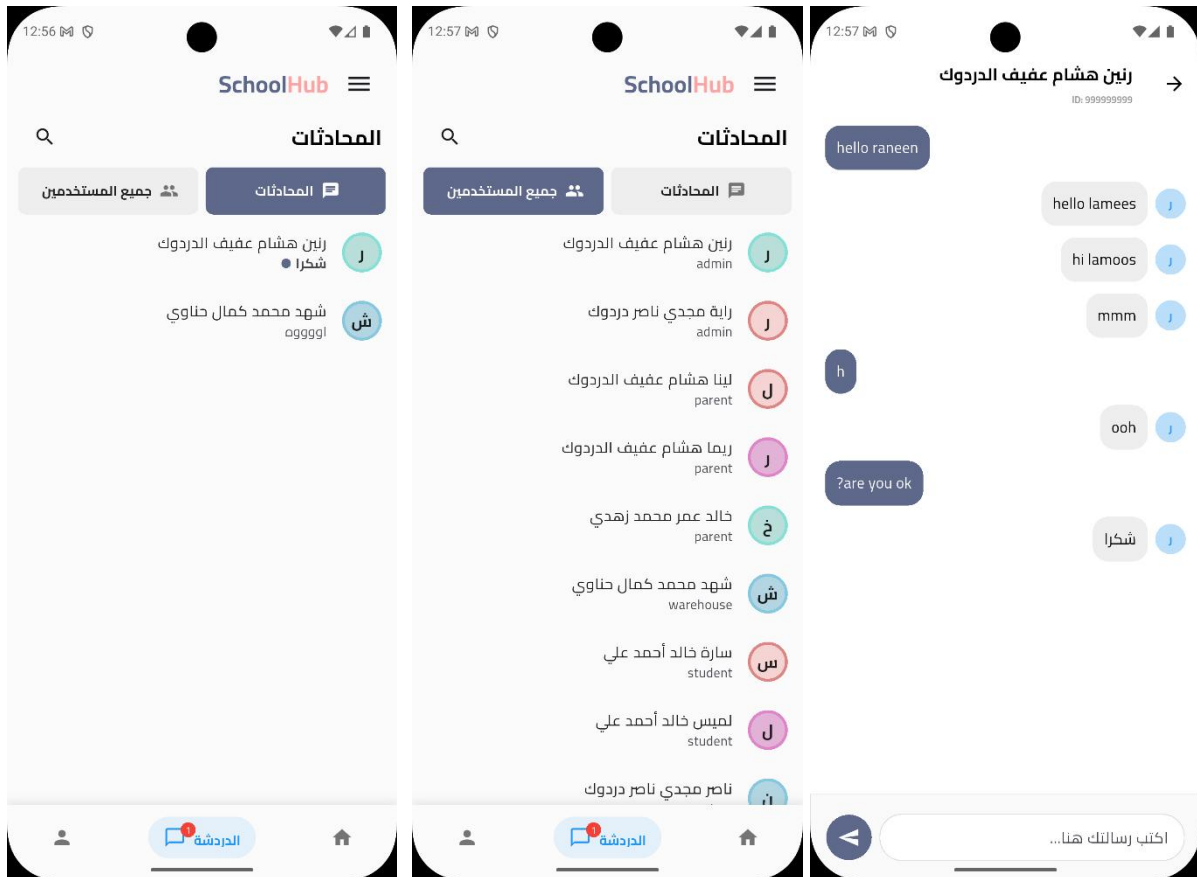 12:56
SchoolHub
المحادثات
المحادثات
جميع المستخدمين
ر
رنين هشام عفيف الدردوك
شكرا
ش
شهد محمد كمال حناوي
اوووووه
الدردشة
1
12:57
SchoolHub
المحادثات
المحادثات
جميع المستخدمين
ر
رنين هشام عفيف الدردوك
admin
ر
راية مجدي ناصر دردوك
admin
ل
لينا هشام عفيف الدردوك
parent
ر
ريما هشام عفيف الدردوك
parent
خ
خالد عمر محمد زهدي
parent
ش
شهد محمد كمال حناوي
warehouse
س
سارة خالد أحمد علي
student
ل
لميس خالد أحمد علي
student
ن
ناصر مجدي ناصر دردوك
الدردشة
1
12:57
رنين هشام عفيف الدردوك
ID: 999999999
hello raneen
ر
hello lamees
ر
hi lamoos
ر
mmm
h
ر
ooh
?are you ok
ر
شكرا
اكتب رسالتك هنا...